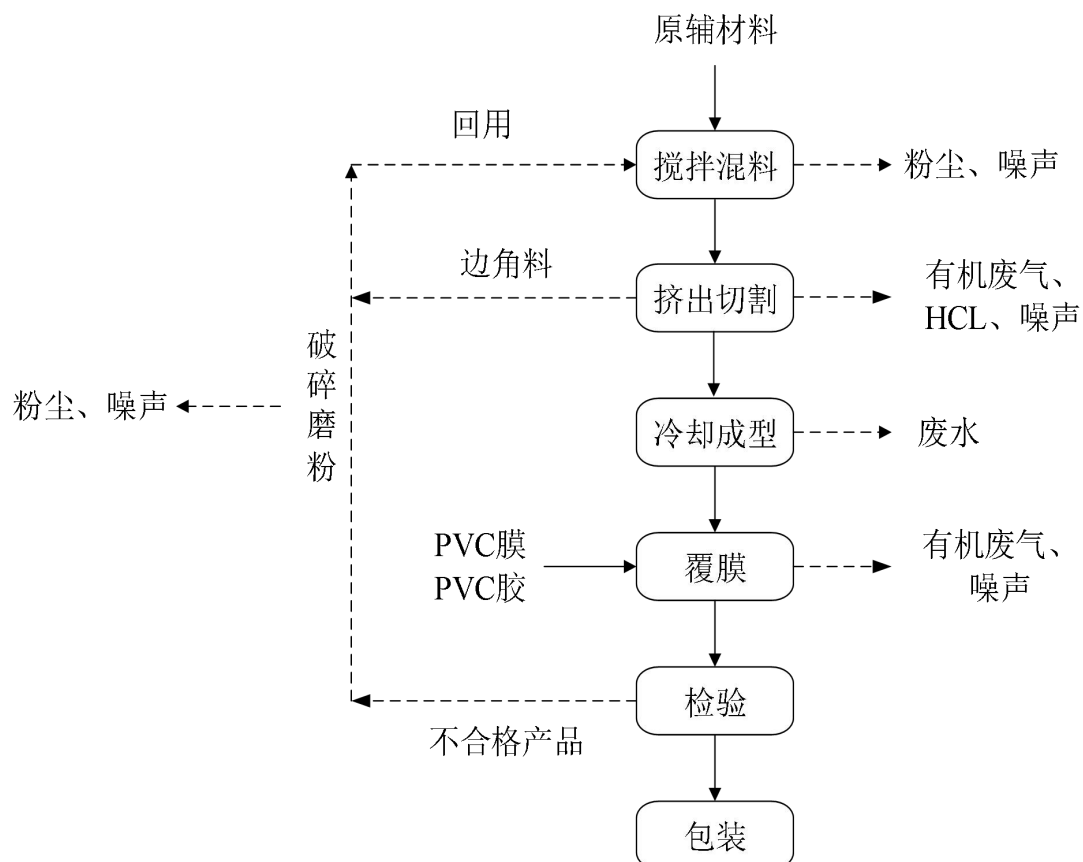 原辅材料
回用
搅拌混料
粉尘、噪声
边角料
挤出切割
有机废气、
HCL、噪声
破
碎
磨
粉
粉尘、噪声
冷却成型
废水
PVC膜
PVC胶
覆膜
有机废气、
噪声
检验
不合格产品
包装